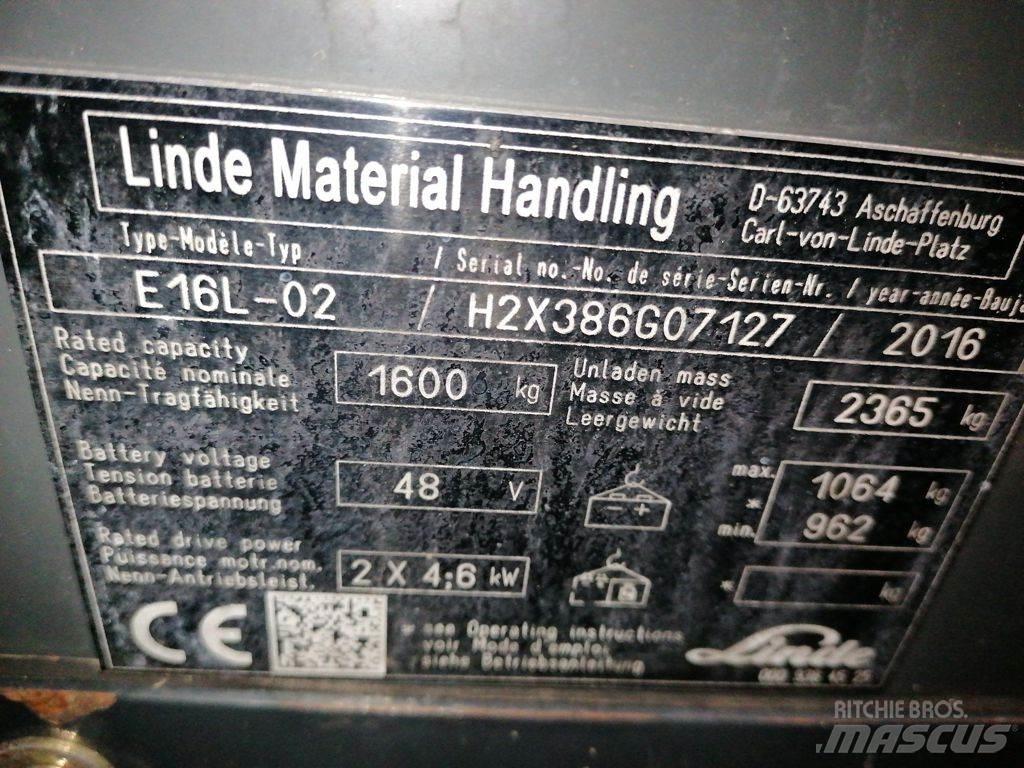 Linde Material Handling
D-63743 Aschaffenburg
Carl-von-Linde-Platz
Type-Modèle-Typ / Serial no.-No. de série-Serien-Nr. / year-année-Bauj
E16L-02 / H2X386G07127 / 2016
Rated capacity
Capacité nominale
Nenn-Tragfähigkeit
1600 kg
Unladen mass
Masse à vide
Leergewicht
2365 kg
Battery voltage
Tension batterie
Batteriespannung
48 V
- +
max. 1064 kg
*
min. 962 kg
Rated drive power
Puissance motr.nom.
Nenn-Antriebsleist.
2 X 4,6 kW
* kg
CE
* see Operating instructions
voir Mode d'emploi
siehe Betriebsanleitung
Linde
RITCHIE BROS.
MASCUS